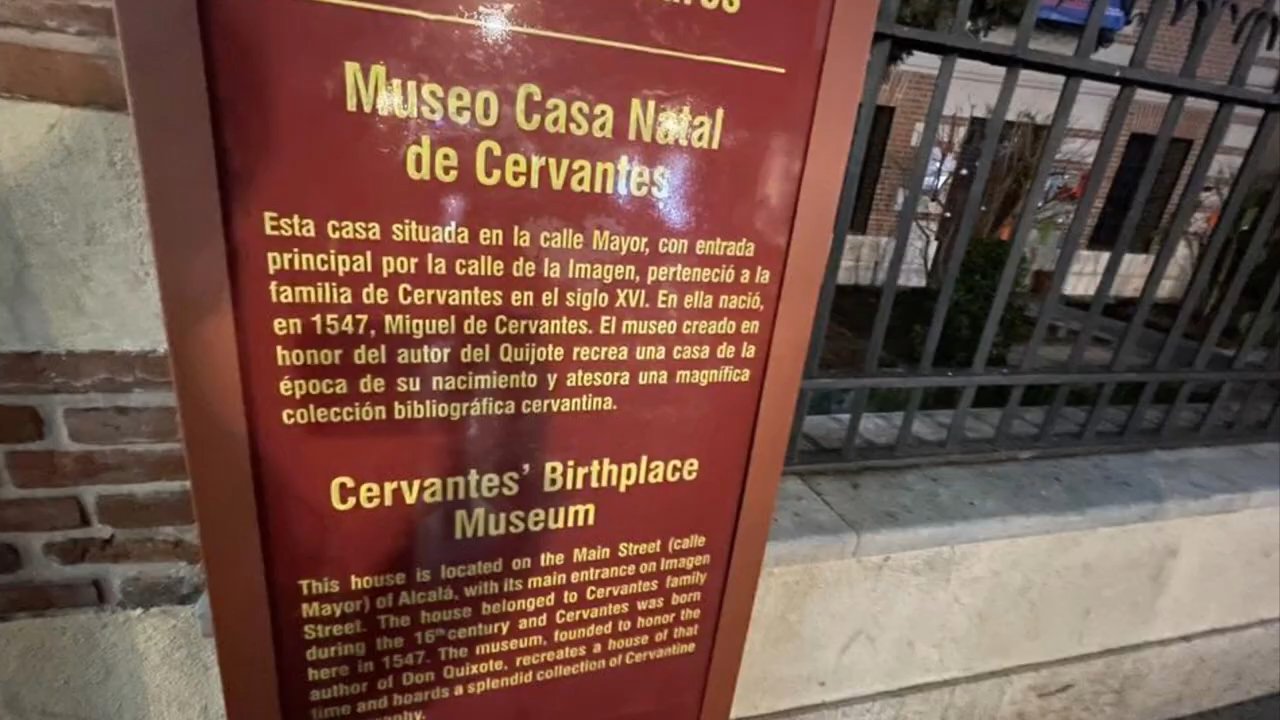 Museo Casa Natal
de Cervantes
Esta casa situada en la calle Mayor, con entrada
principal por la calle de la Imagen, perteneció a la
familia de Cervantes en el siglo XVI. En ella nació,
en 1547, Miguel de Cervantes. El museo creado en
honor del autor del Quijote recrea una casa de la
época de su nacimiento y atesora una magnífica
colección bibliográfica cervantina.
Cervantes' Birthplace
Museum
This house is located on the Main Street (calle
Mayor) of Alcalá, with its main entrance on Imagen
Street. The house belonged to Cervantes family
during the 16th century and Cervantes was born
here in 1547. The museum, founded to honor the
author of Don Quixote, recreates a house of that
time and hoards a splendid collection of Cervantine